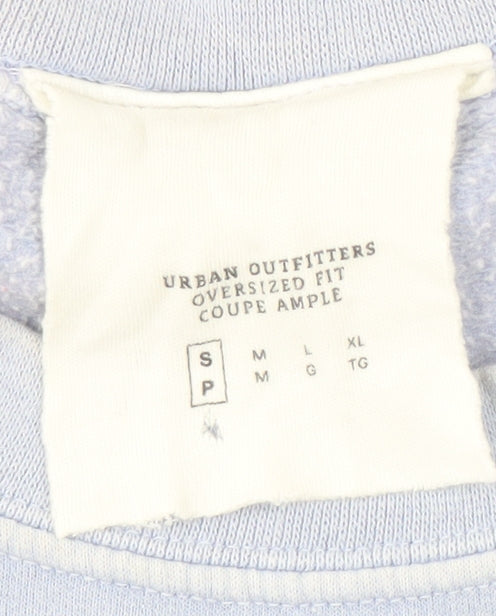 URBAN OUTFITTERS
OVERSIZED FIT
COUPE AMPLE
S M L XL
P M G TG